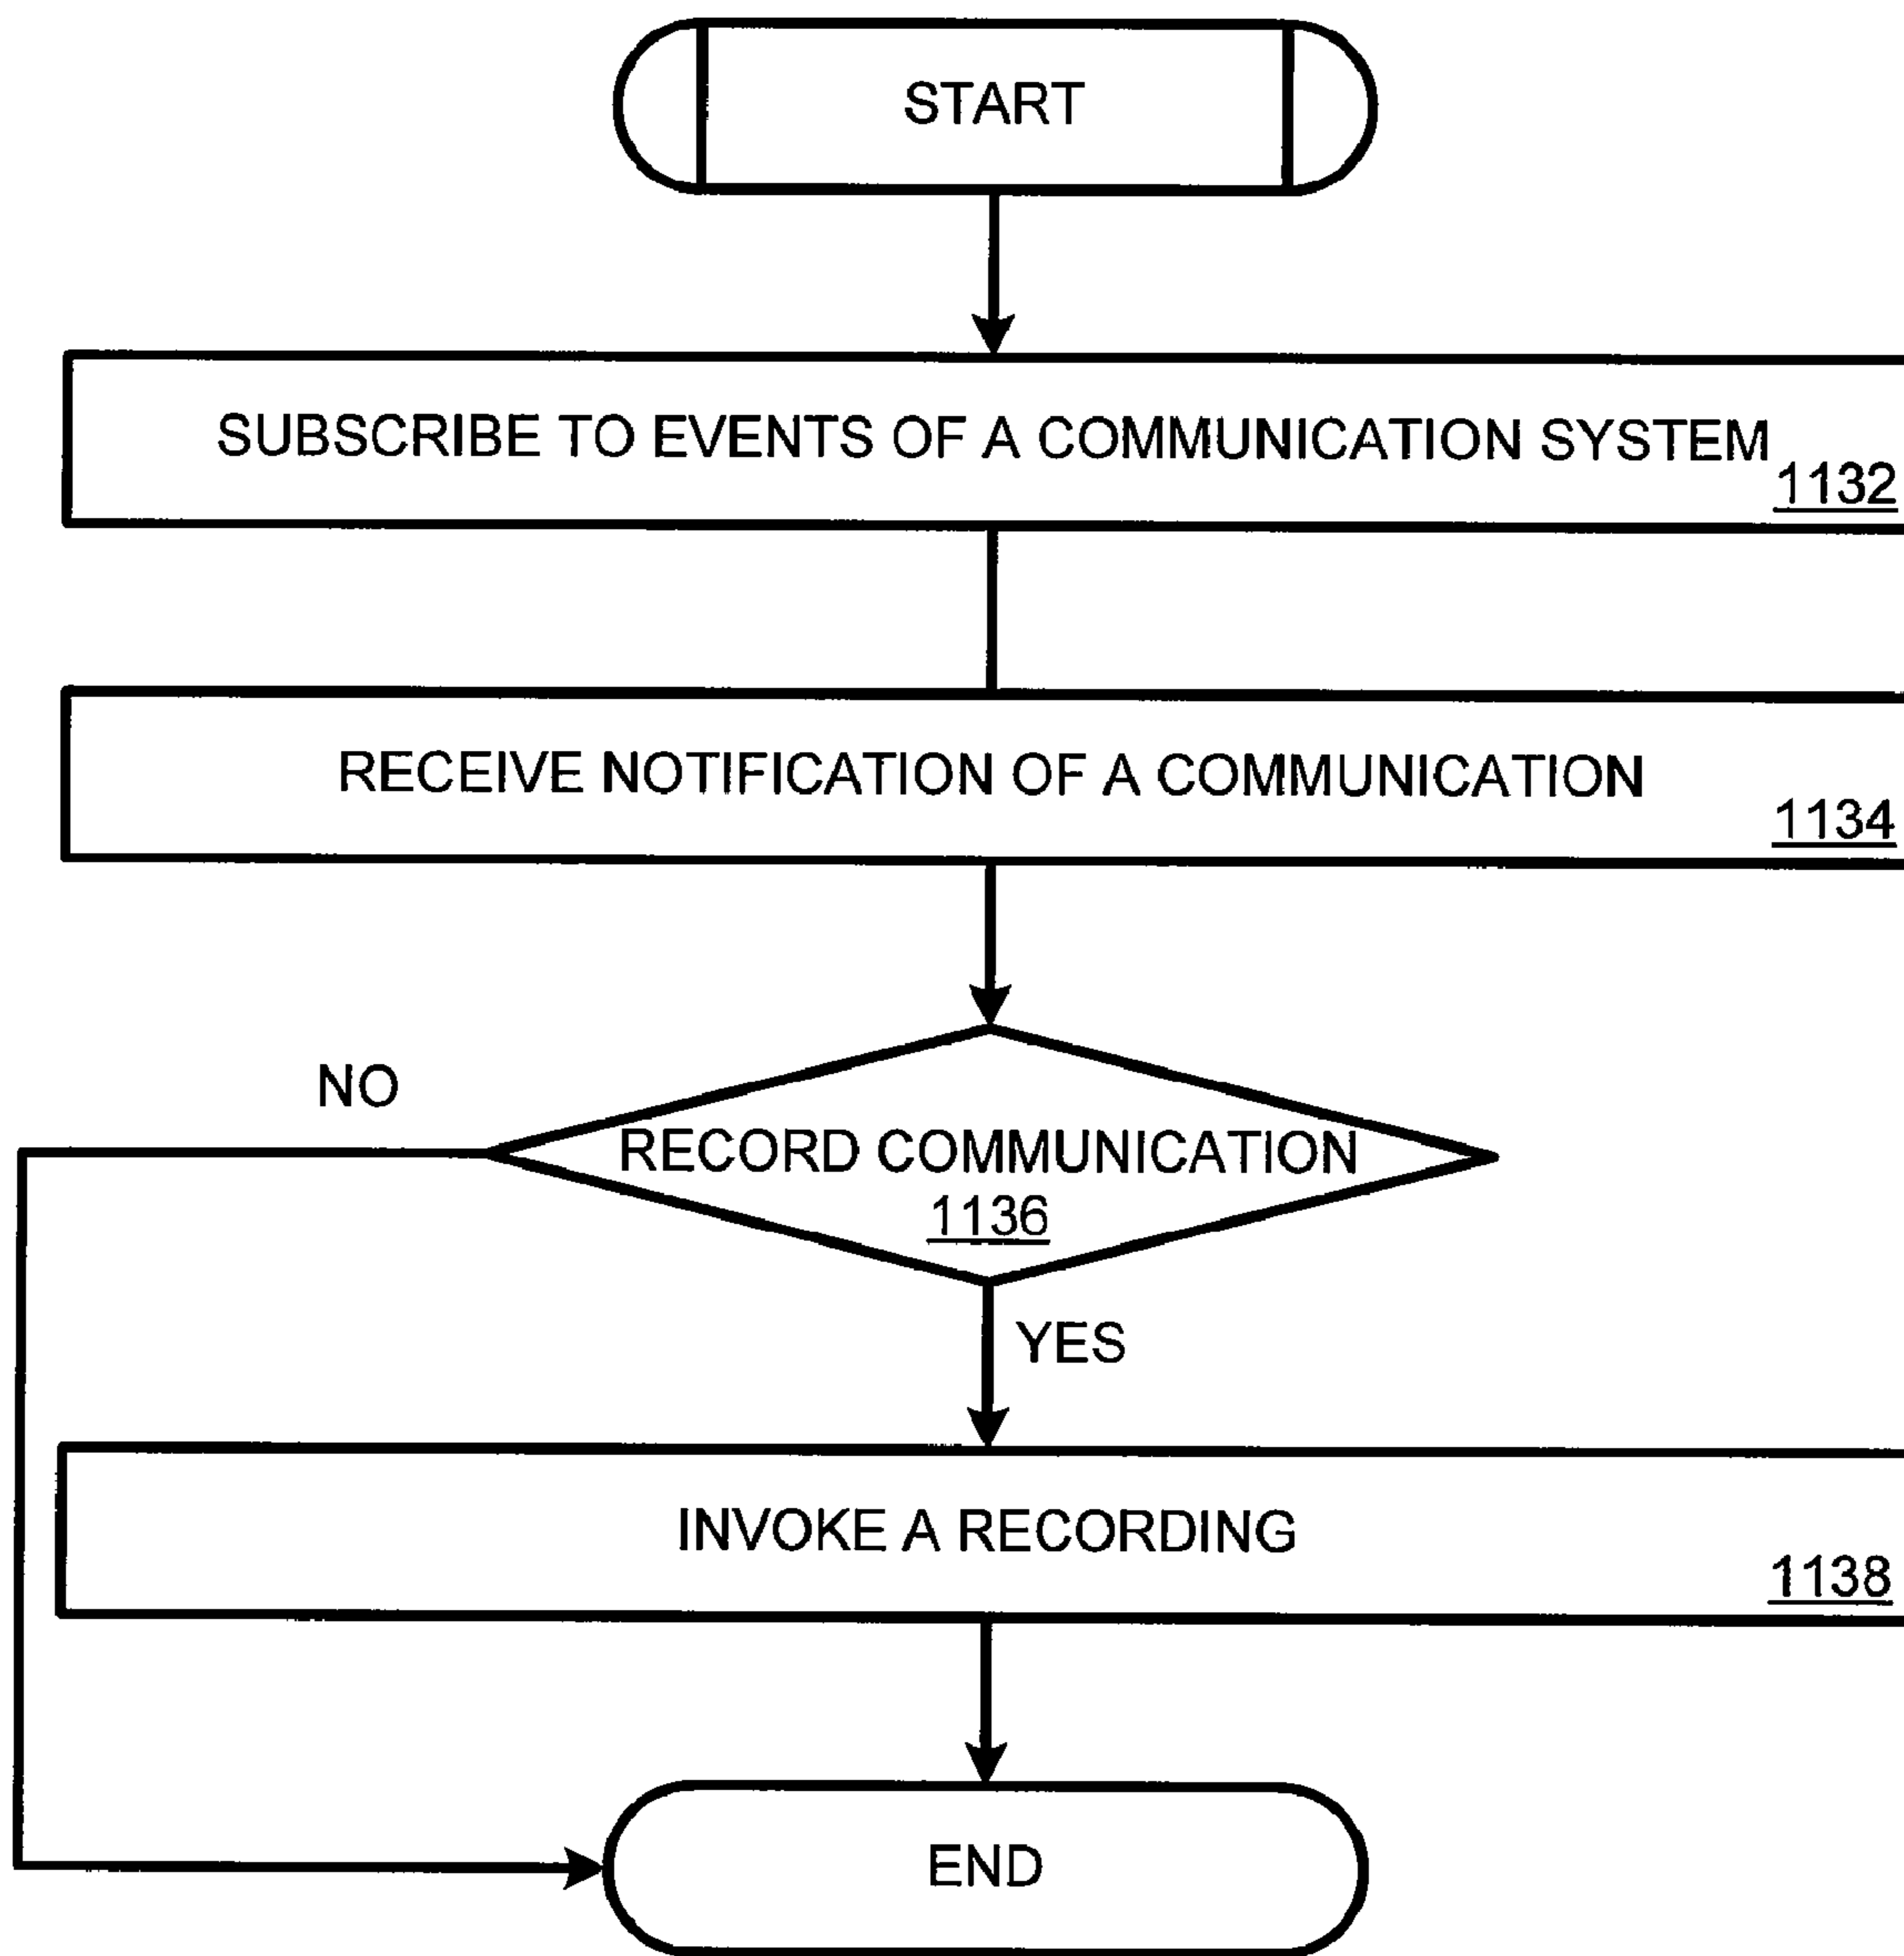 START
SUBSCRIBE TO EVENTS OF A COMMUNICATION SYSTEM
1132
RECEIVE NOTIFICATION OF A COMMUNICATION
1134
NO
RECORD COMMUNICATION
1136
YES
INVOKE A RECORDING
1138
END